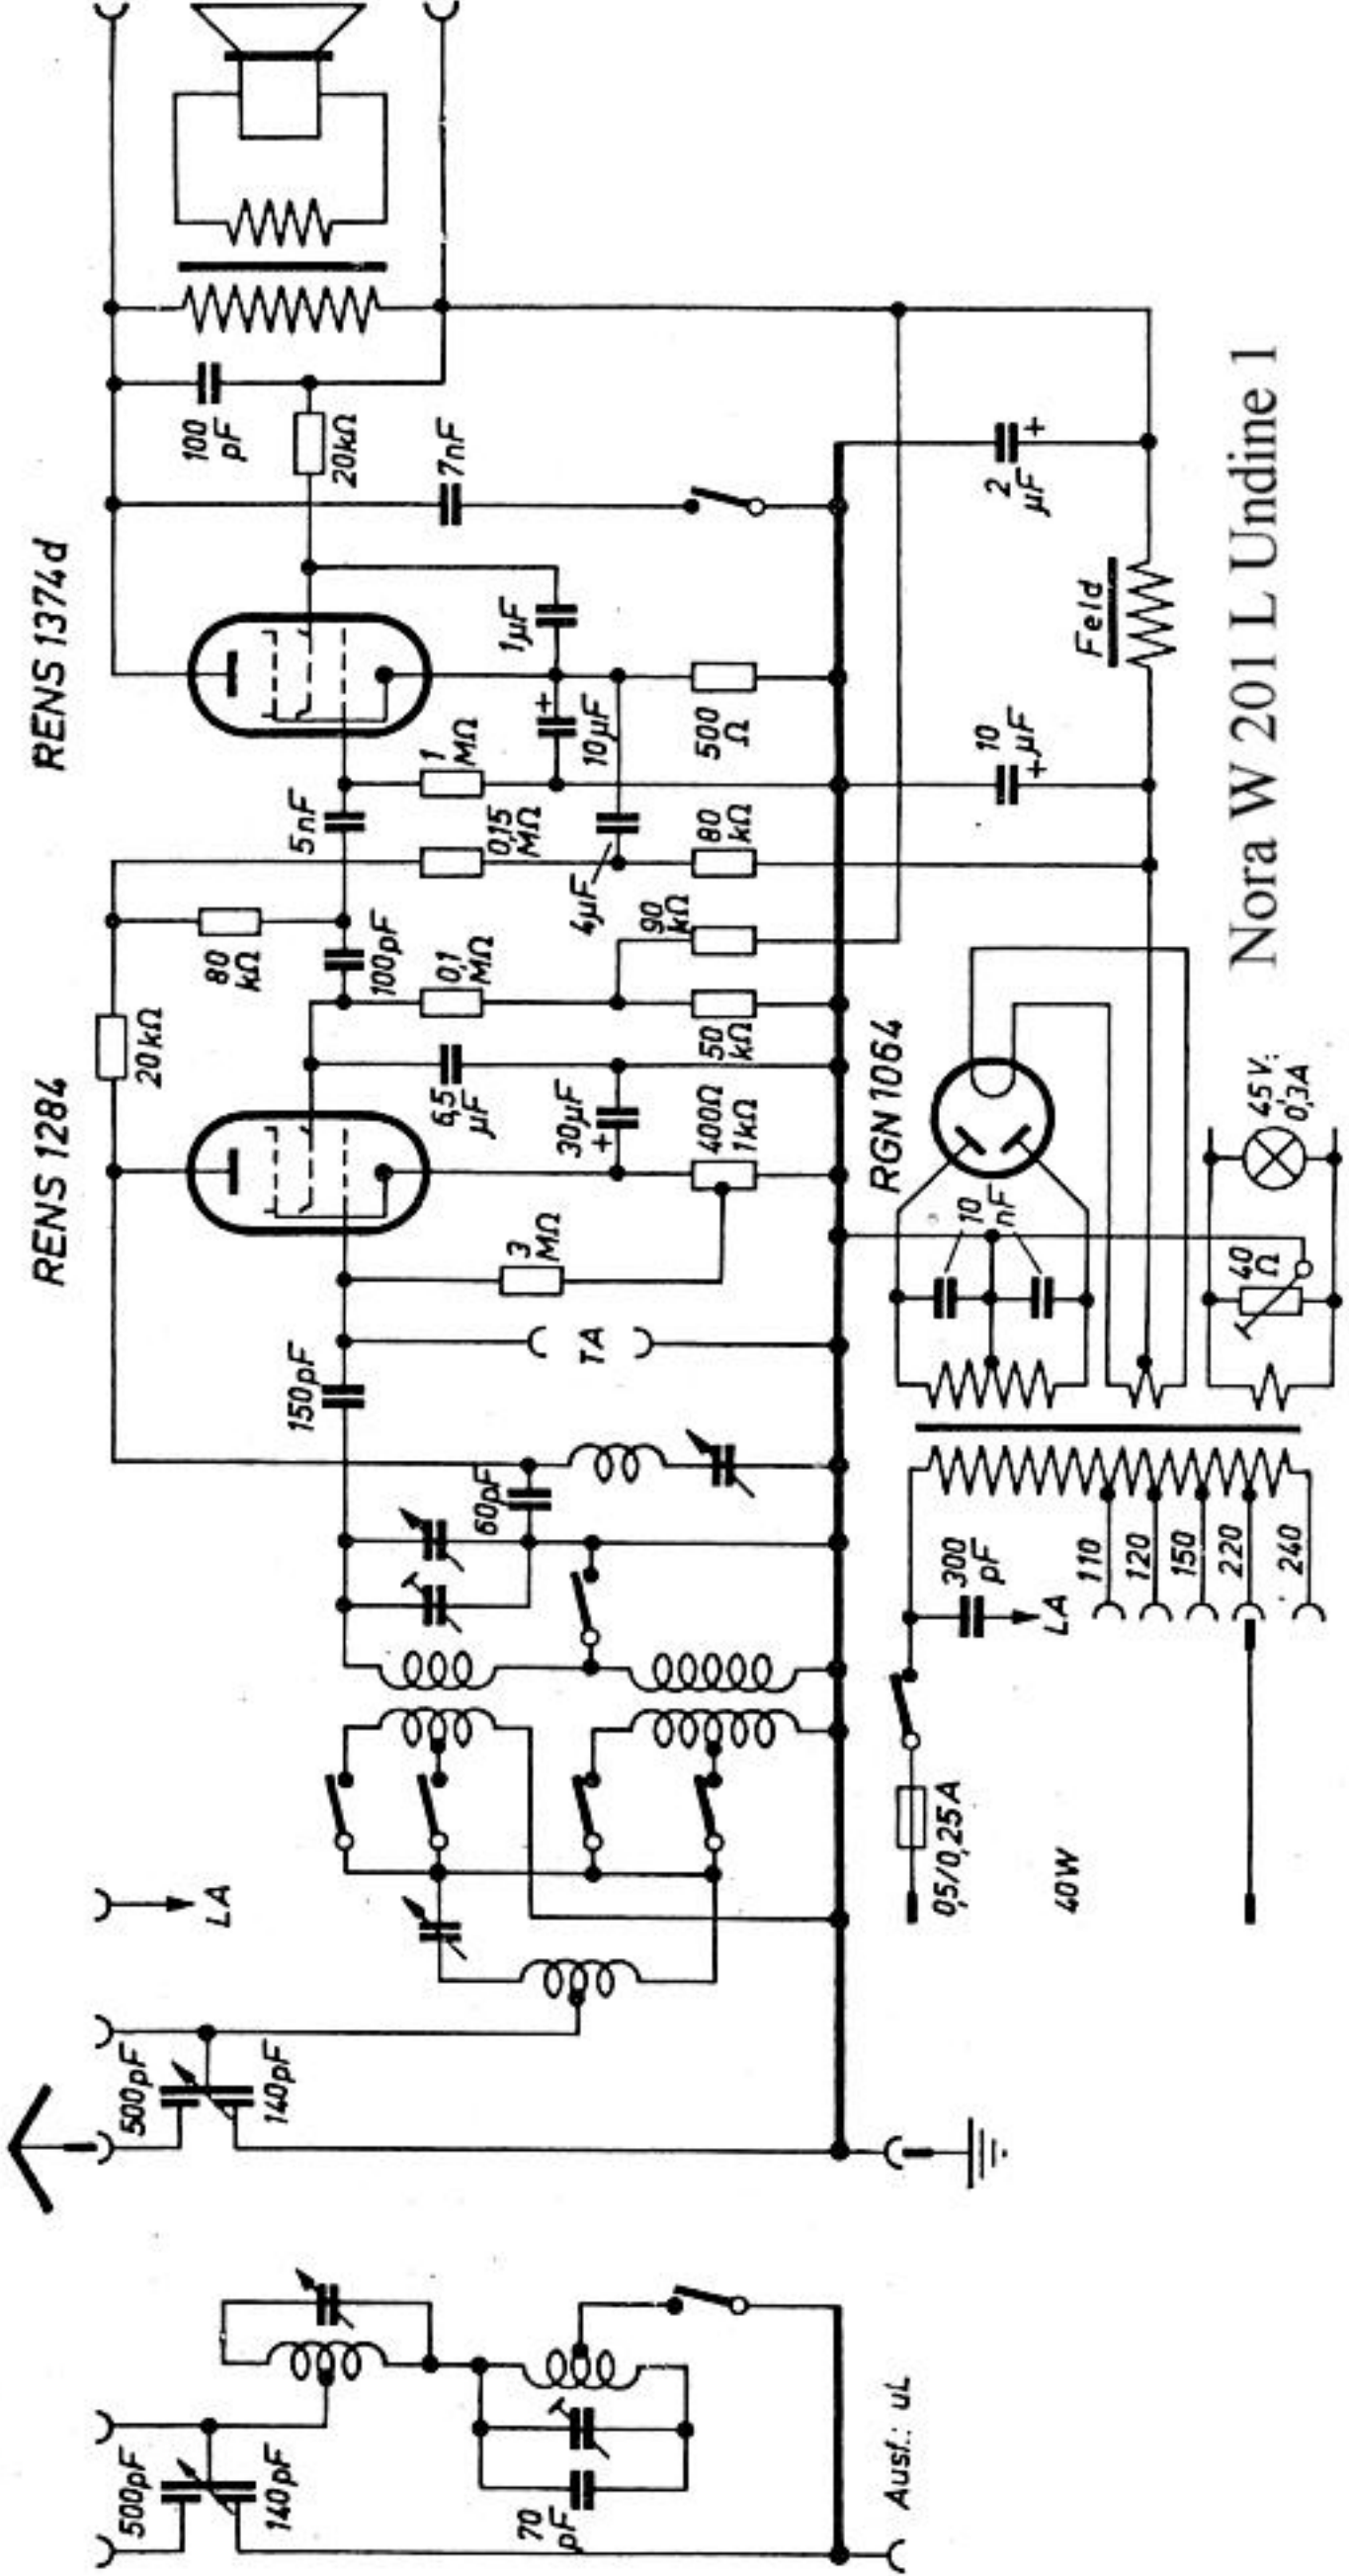 RENS 1284
RENS 1374d
20kΩ
100
pF
20kΩ
80
kΩ
5nF
100pF
150pF
7nF
1
MΩ
1µF
0,15
MΩ
0,1
MΩ
10µF
6,5
µF
30µF
+
+
3
MΩ
4µF
90
kΩ
80
kΩ
500
Ω
50
kΩ
400Ω
1kΩ
TA
60pF
LA
500pF
140pF
500pF
140pF
70
pF
Ausf.: uL
RGN 1064
10
nF
10
µF
+
2
µF
+
Feld
40
Ω
45V:
0,3A
300
pF
LA
110
120
150
220
240
0,5/0,25A
40W
Nora W 201 L Undine 1